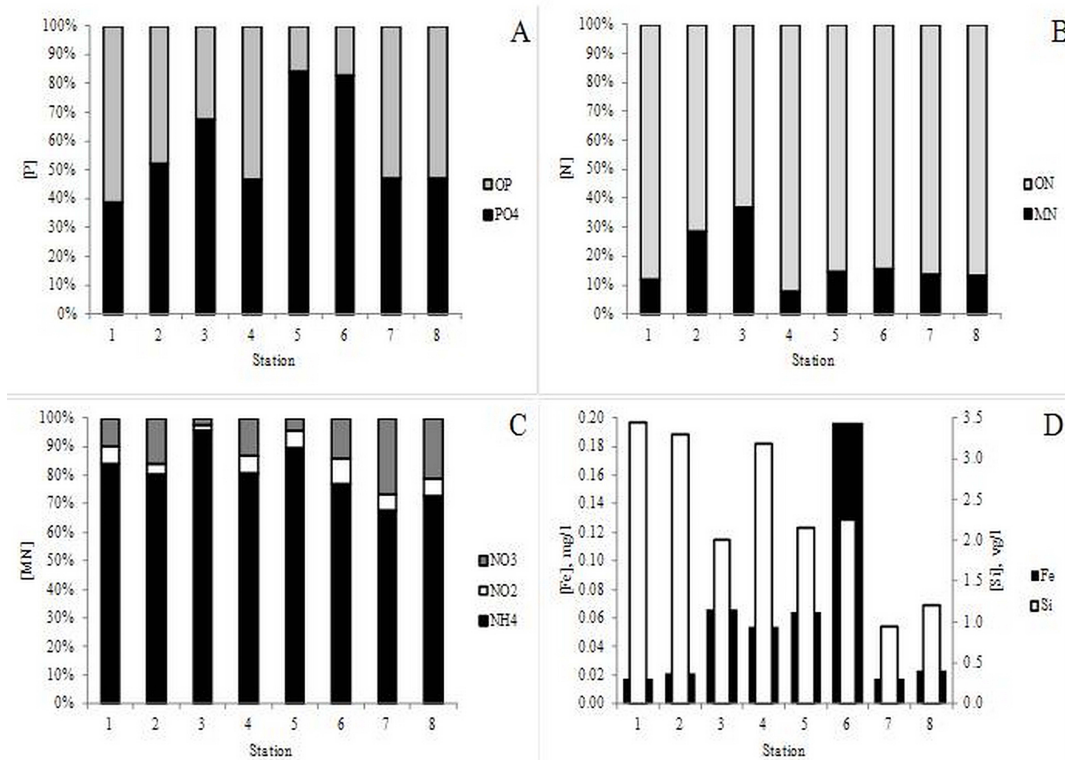 A
100%
90%
80%
70%
60%
50%
40%
30%
20%
10%
0%
[P]
1 2 3 4 5 6 7 8
Station
OP
PO4
B
100%
90%
80%
70%
60%
50%
40%
30%
20%
10%
0%
[N]
1 2 3 4 5 6 7 8
Station
ON
MN
C
100%
90%
80%
70%
60%
50%
40%
30%
20%
10%
0%
[MN]
1 2 3 4 5 6 7 8
Station
NO3
NO2
NH4
D
0.20
0.18
0.16
0.14
0.12
0.10
0.08
0.06
0.04
0.02
0.00
[Fe], mg/l
1 2 3 4 5 6 7 8
Station
3.5
3.0
2.5
2.0
1.5
1.0
0.5
0.0
[Si], vg/l
Fe
Si